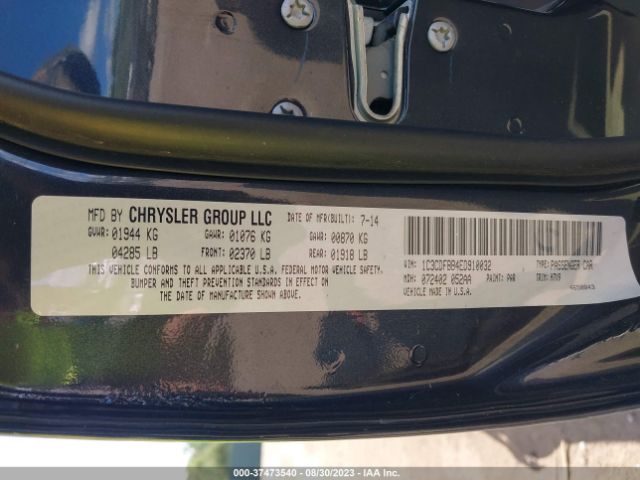 MFD BY CHRYSLER GROUP LLC DATE OF MFR(BUILT): 7-14
GVWR: 01944 KG GAWR: 01076 KG GAWR: 00870 KG
04285 LB FRONT: 02370 LB REAR: 01918 LB
THIS VEHICLE CONFORMS TO ALL APPLICABLE U.S.A. FEDERAL MOTOR VEHICLE SAFETY,
BUMPER AND THEFT PREVENTION STANDARDS IN EFFECT ON
THE DATE OF MANUFACTURE SHOWN ABOVE.
VIN: 1C3CDFBB4ED910032 TYPE: PASSENGER CAR
MDH: 072402 052AA PAINT: PAR TRIM:
VEHICLE MADE IN U.S.A.
000-37473540 - 08/30/2023 - IAA Inc.